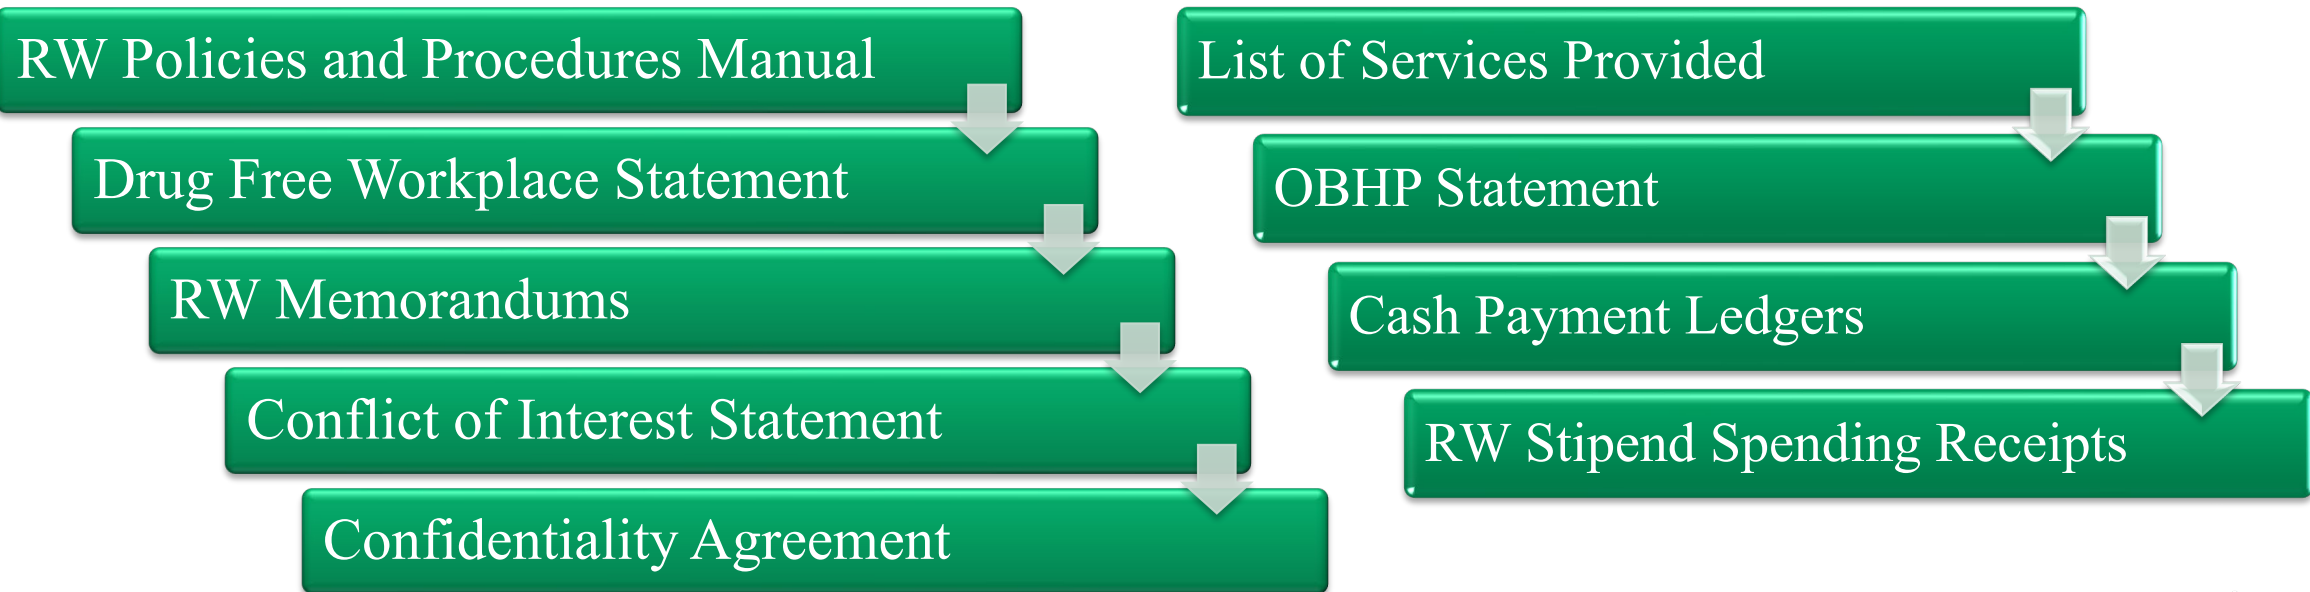 RW Policies and Procedures Manual
Drug Free Workplace Statement
RW Memorandums
Conflict of Interest Statement
Confidentiality Agreement
List of Services Provided
OBHP Statement
Cash Payment Ledgers
RW Stipend Spending Receipts